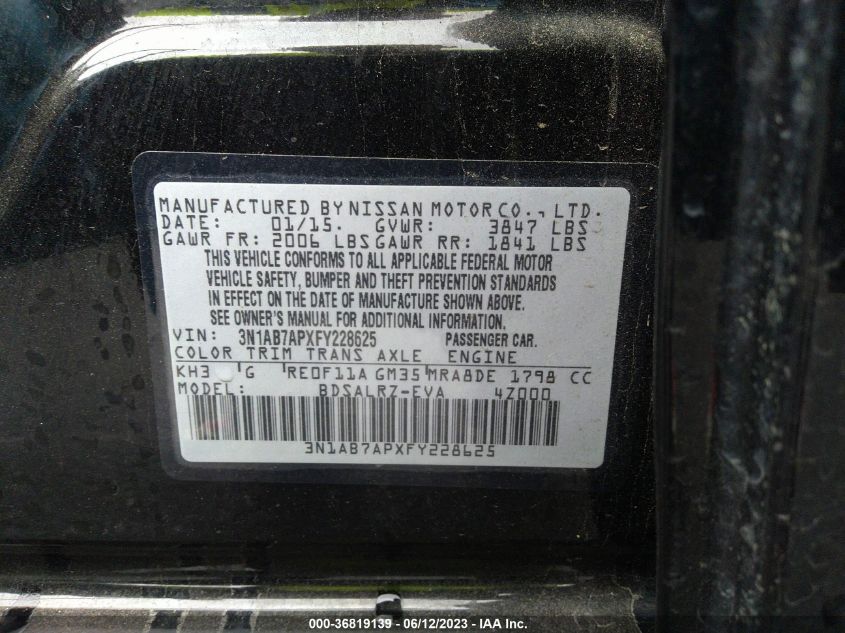 MANUFACTURED BY NISSAN MOTOR CO., LTD.
DATE: 01/15. GVWR: 3847 LBS
GAWR FR: 2006 LBS GAWR RR: 1841 LBS
THIS VEHICLE CONFORMS TO ALL APPLICABLE FEDERAL MOTOR
VEHICLE SAFETY, BUMPER AND THEFT PREVENTION STANDARDS
IN EFFECT ON THE DATE OF MANUFACTURE SHOWN ABOVE.
SEE OWNER'S MANUAL FOR ADDITIONAL INFORMATION.
VIN: 3N1AB7APXFY228625 PASSENGER CAR.
COLOR TRIM TRANS AXLE ENGINE
KH3 G RE0F11A GM35 MRA8DE 1798 CC
MODEL: BDSALRZ-EVA 4Z000
3N1AB7APXFY228625
000-36819139 - 06/12/2023 - IAA Inc.